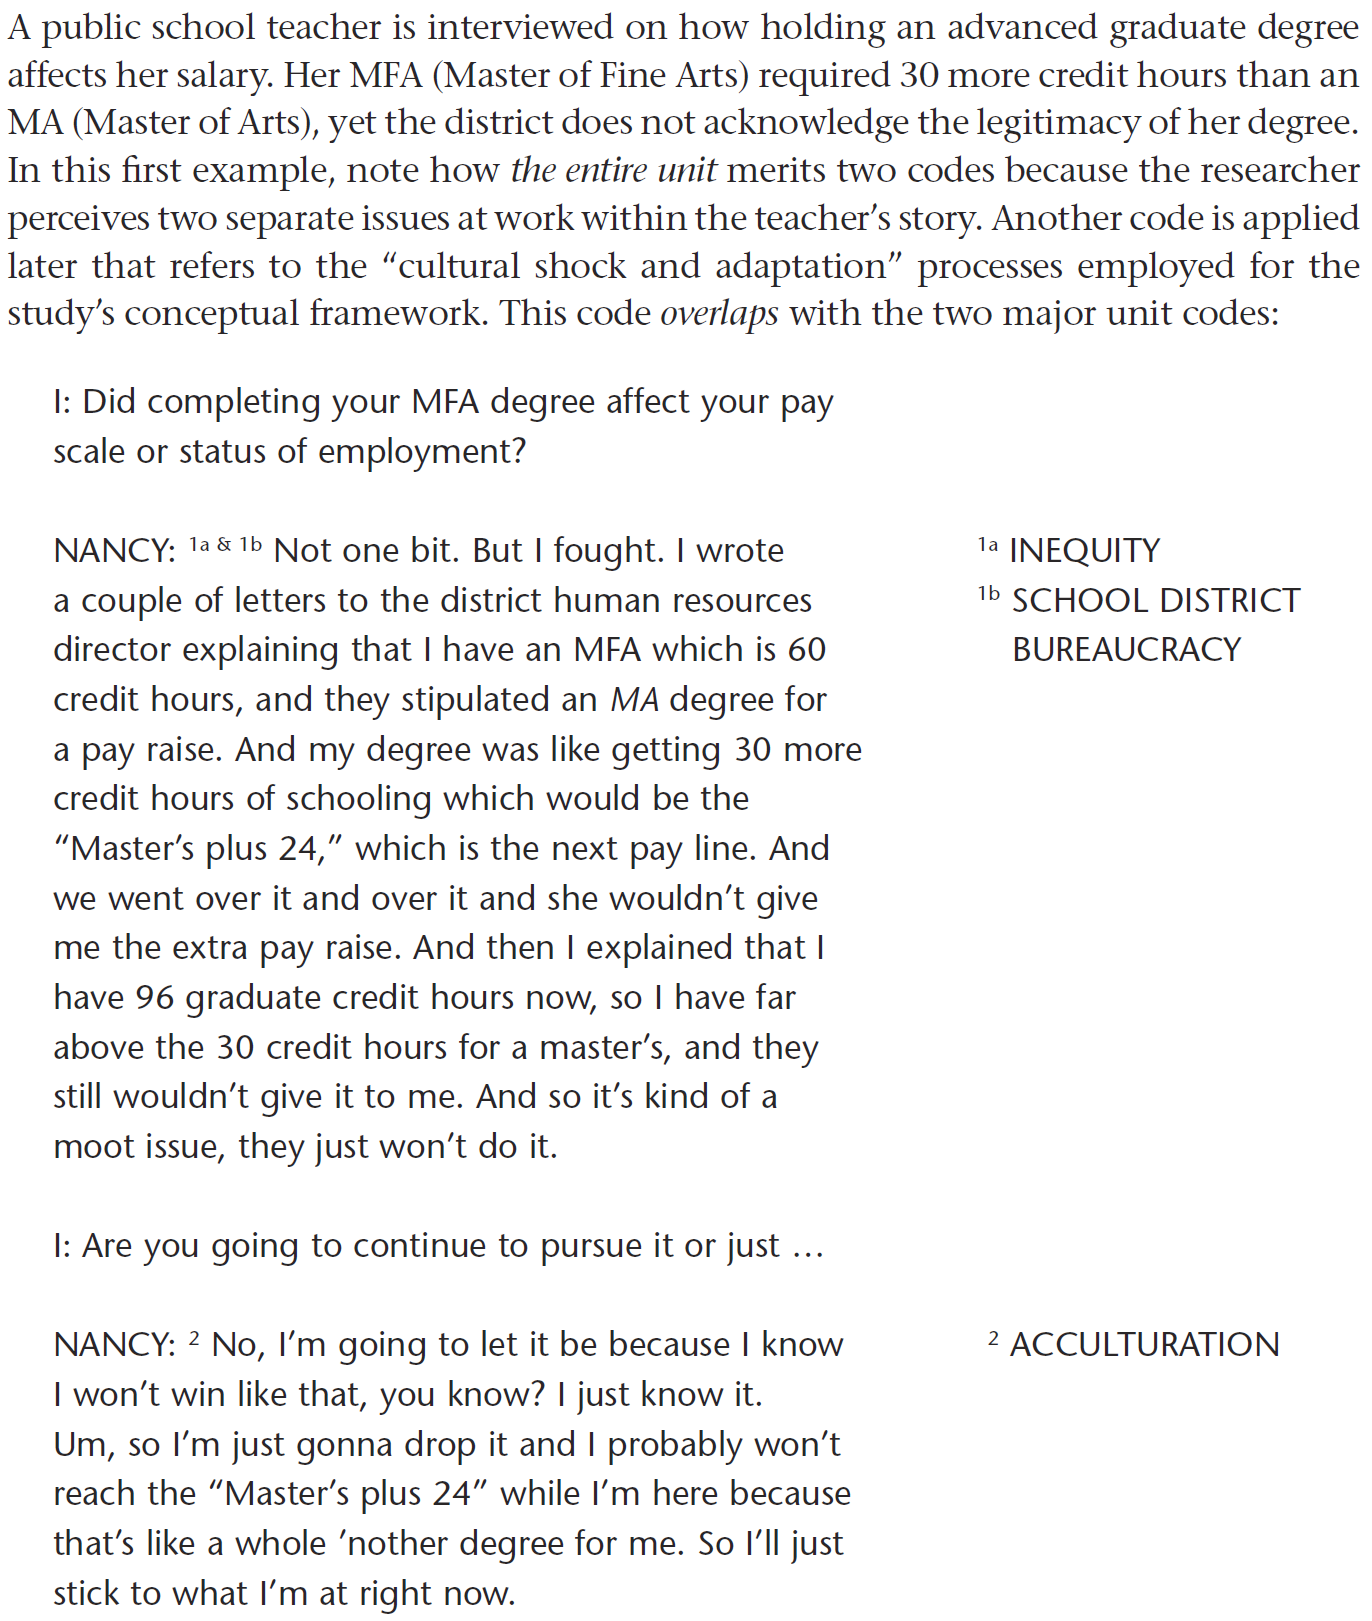 A public school teacher is interviewed on how holding an advanced graduate degree
affects her salary. Her MFA (Master of Fine Arts) required 30 more credit hours than an
MA (Master of Arts), yet the district does not acknowledge the legitimacy of her degree.
In this first example, note how the entire unit merits two codes because the researcher
perceives two separate issues at work within the teacher’s story. Another code is applied
later that refers to the “cultural shock and adaptation” processes employed for the
study’s conceptual framework. This code overlaps with the two major unit codes:
I: Did completing your MFA degree affect your pay
scale or status of employment?
NANCY: 1a & 1b Not one bit. But I fought. I wrote
1a INEQUITY
a couple of letters to the district human resources
1b SCHOOL DISTRICT
director explaining that I have an MFA which is 60
BUREAUCRACY
credit hours, and they stipulated an MA degree for
a pay raise. And my degree was like getting 30 more
credit hours of schooling which would be the
“Master’s plus 24,” which is the next pay line. And
we went over it and over it and she wouldn’t give
me the extra pay raise. And then I explained that I
have 96 graduate credit hours now, so I have far
above the 30 credit hours for a master’s, and they
still wouldn’t give it to me. And so it’s kind of a
moot issue, they just won’t do it.
I: Are you going to continue to pursue it or just …
NANCY: 2 No, I’m going to let it be because I know
2 ACCULTURATION
I won’t win like that, you know? I just know it.
Um, so I’m just gonna drop it and I probably won’t
reach the “Master’s plus 24” while I’m here because
that’s like a whole ’nother degree for me. So I’ll just
stick to what I’m at right now.